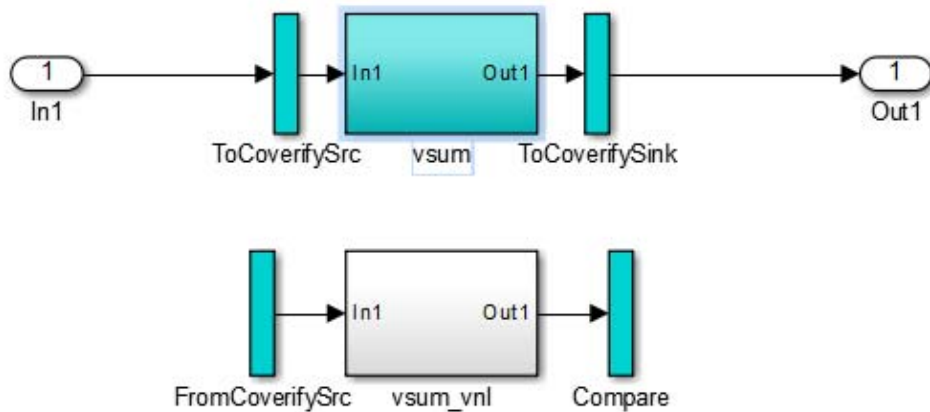 1
In1
ToCoverifySrc
In1
Out1
vsum
ToCoverifySink
1
Out1
FromCoverifySrc
In1
Out1
vsum_vnl
Compare